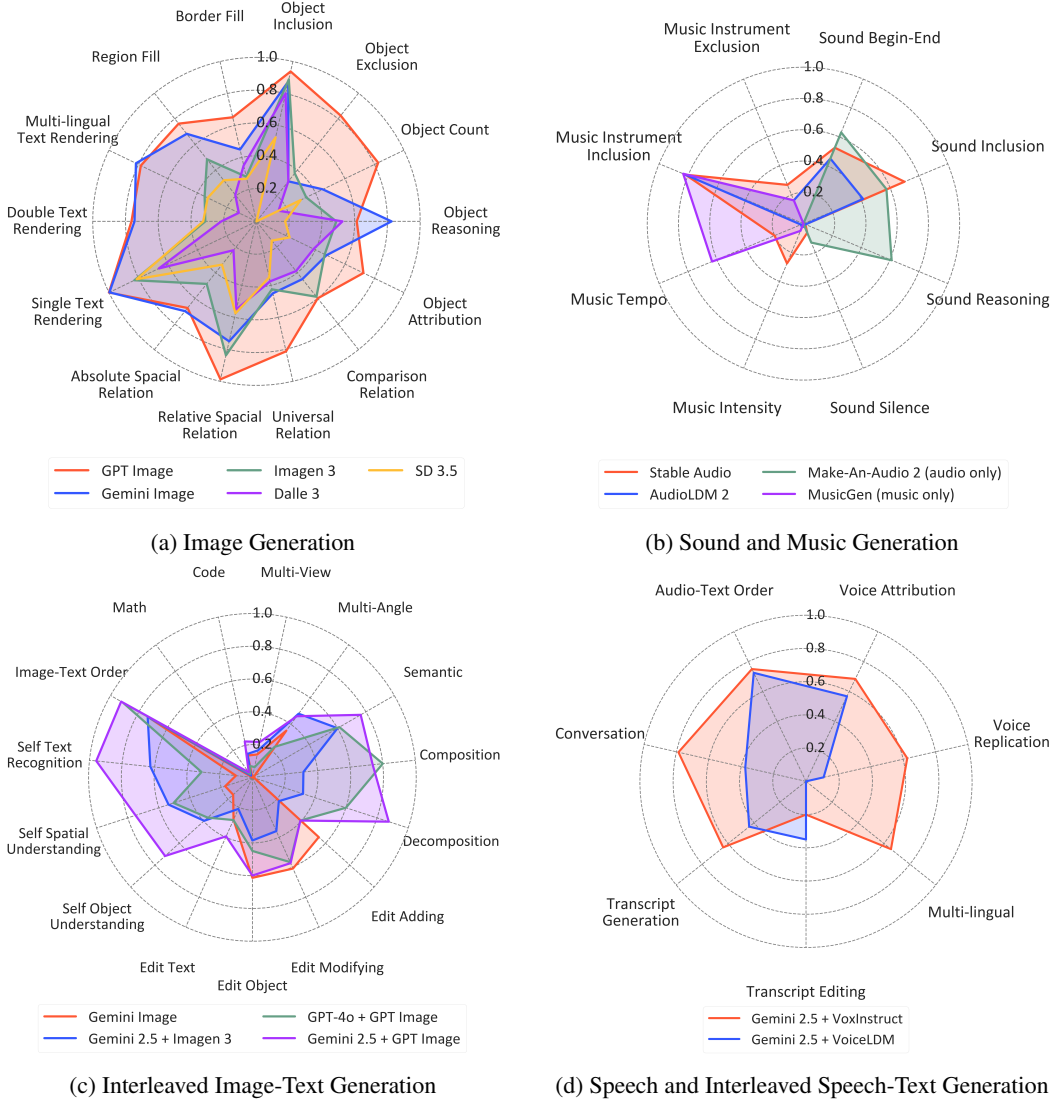 Border Fill
Object
Inclusion
Region Fill
Object
Exclusion
Multi-lingual
Text Rendering
Object Count
Double Text
Rendering
Object
Reasoning
Single Text
Rendering
Object
Attribution
Absolute Spacial
Relation
Comparison
Relation
Relative Spacial
Relation
Universal
Relation
1.0
0.8
0.6
0.4
0.2
GPT Image
Gemini Image
Imagen 3
Dalle 3
SD 3.5
(a) Image Generation
Music Instrument
Exclusion
Sound Begin-End
Music Instrument
Inclusion
Sound Inclusion
Music Tempo
Sound Reasoning
Music Intensity
Sound Silence
1.0
0.8
0.6
0.4
0.2
Stable Audio
AudioLDM 2
Make-An-Audio 2 (audio only)
MusicGen (music only)
(b) Sound and Music Generation
Code
Multi-View
Math
Multi-Angle
Image-Text Order
Semantic
Self Text
Recognition
Composition
Self Spatial
Understanding
Decomposition
Self Object
Understanding
Edit Adding
Edit Text
Edit Modifying
Edit Object
1.0
0.8
0.6
0.4
0.2
Gemini Image
Gemini 2.5 + Imagen 3
GPT-4o + GPT Image
Gemini 2.5 + GPT Image
(c) Interleaved Image-Text Generation
Audio-Text Order
Voice Attribution
Conversation
Voice
Replication
Transcript
Generation
Multi-lingual
Transcript Editing
1.0
0.8
0.6
0.4
0.2
Gemini 2.5 + VoxInstruct
Gemini 2.5 + VoiceLDM
(d) Speech and Interleaved Speech-Text Generation